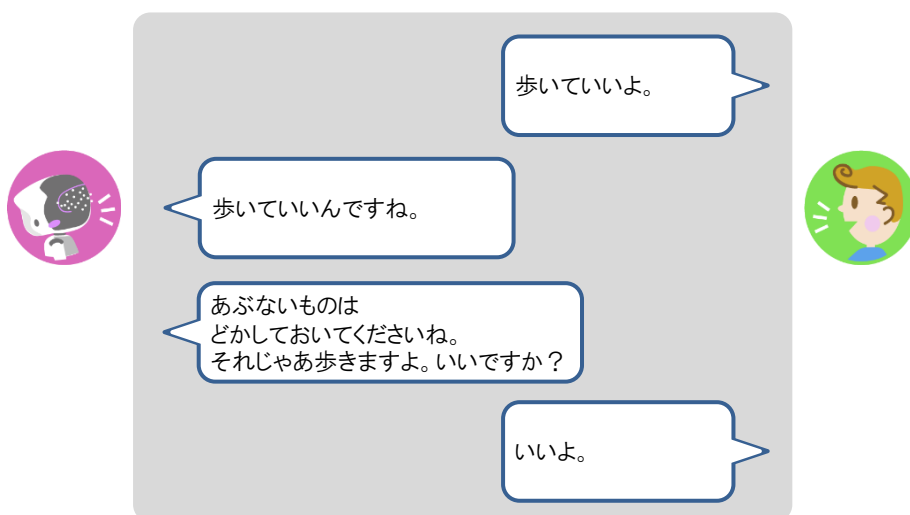 歩いていいよ。
歩いていいんですね。
あぶないものは
どかしておいてくださいね。
それじゃあ歩きますよ。いいですか？
いいよ。